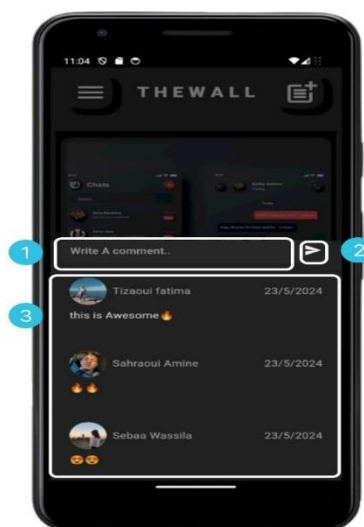 11:04
THEWALL
Chats
Write A comment..
1
2
Tizaoui fatima 23/5/2024
this is Awesome🔥
3
Sahraoui Amine 23/5/2024
🔥🔥
Sebaa Wassila 23/5/2024
😍😍